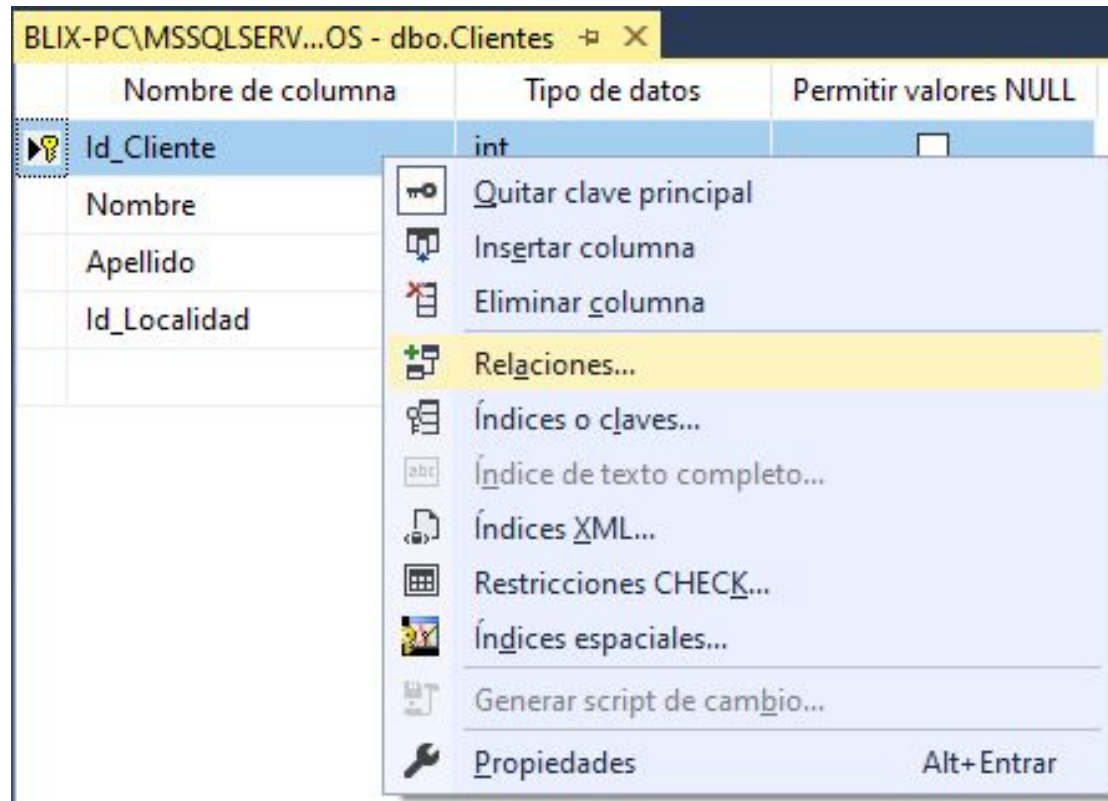 BLIX-PC\MSSQLSERV...OS - dbo.Clientes
Nombre de columna Tipo de datos Permitir valores NULL
Id_Cliente int
Nombre
Apellido
Id_Localidad
Quitar clave principal
Insertar columna
Eliminar columna
Relaciones...
Índices o claves...
abc Índice de texto completo...
Índices XML...
Restricciones CHECK...
Índices espaciales...
Generar script de cambio...
Propiedades Alt+Entrar